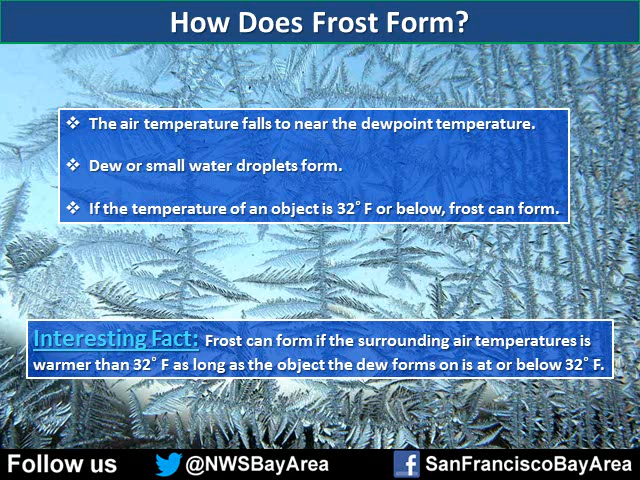 How Does Frost Form?
❖ The air temperature falls to near the dewpoint temperature.
❖ Dew or small water droplets form.
❖ If the temperature of an object is 32˚ F or below, frost can form.
Interesting Fact: Frost can form if the surrounding air temperatures is
warmer than 32˚ F as long as the object the dew forms on is at or below 32˚ F.
Follow us @NWSBayArea SanFranciscoBayArea